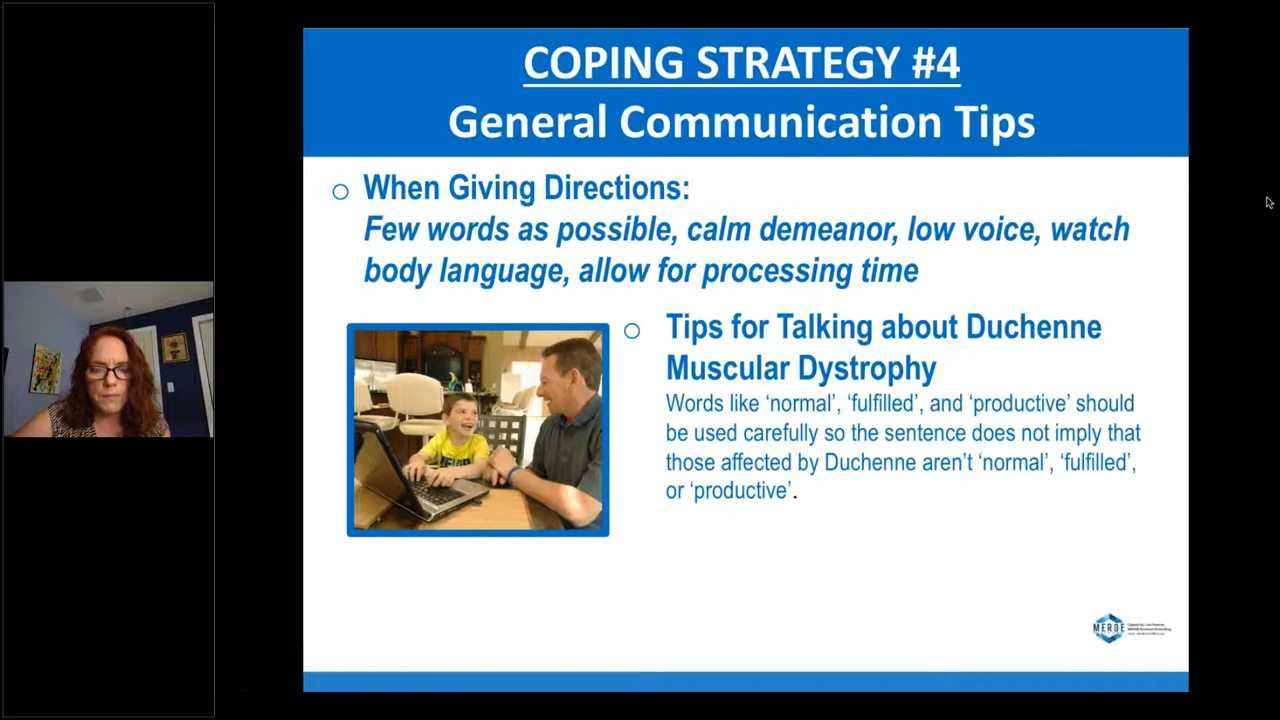 COPING STRATEGY #4
General Communication Tips
When Giving Directions:
Few words as possible, calm demeanor, low voice, watch
body language, allow for processing time
Tips for Talking about Duchenne
Muscular Dystrophy
Words like ‘normal’, ‘fulfilled’, and ‘productive’ should
be used carefully so the sentence does not imply that
those affected by Duchenne aren’t ‘normal’, ‘fulfilled’,
or ‘productive’.
MERGE